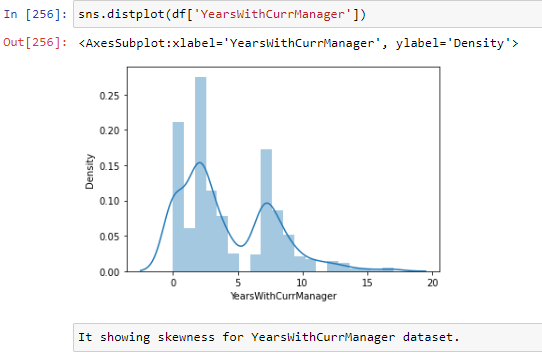 In [256]: sns.distplot(df['YearsWithCurrManager'])
Out[256]: <AxesSubplot:xlabel='YearsWithCurrManager', ylabel='Density'>
0.25
0.20
0.15
0.10
0.05
0.00
Density
0 5 10 15 20
YearsWithCurrManager
It showing skewness for YearsWithCurrManager dataset.